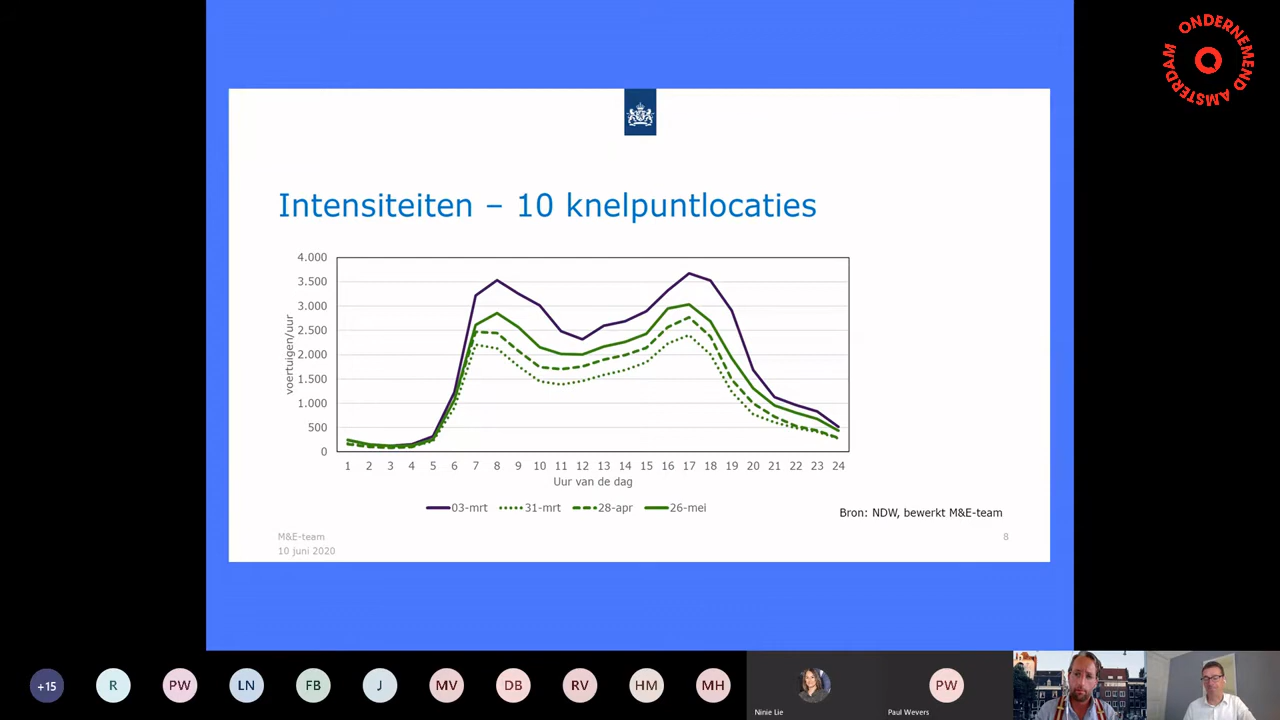 ONDERNEMEND AMSTERDAM
Intensiteiten – 10 knelpuntlocaties
4.000
3.500
3.000
2.500
2.000
1.500
1.000
500
0
voertuigen/uur
1 2 3 4 5 6 7 8 9 10 11 12 13 14 15 16 17 18 19 20 21 22 23 24
Uur van de dag
03-mrt 31-mrt 28-apr 26-mei
Bron: NDW, bewerkt M&E-team
M&E-team
10 juni 2020
8
+15 R PW LN FB J MV DB RV HM MH PW
Ninie Lie Paul Wevers